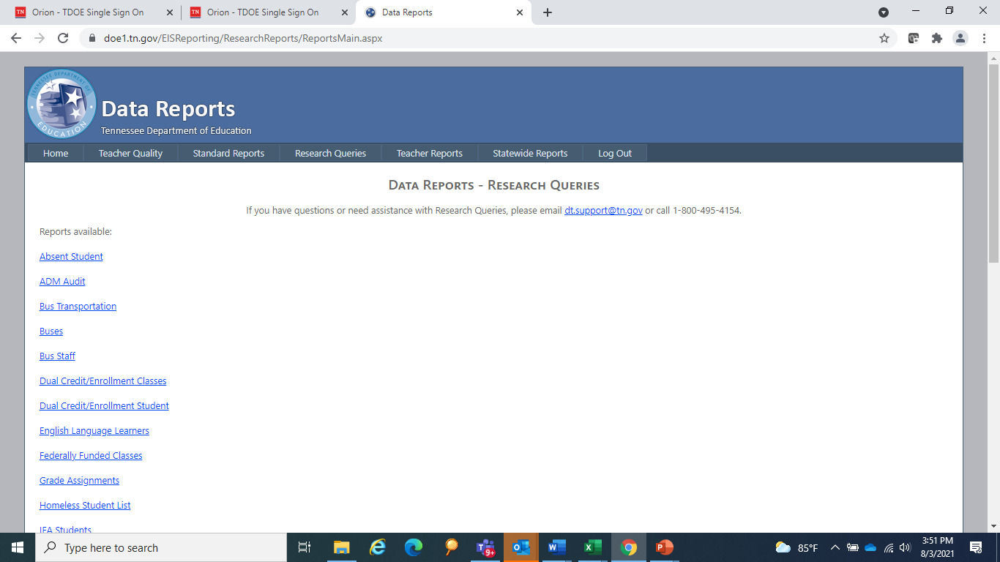 Orion - TDOE Single Sign On
Orion - TDOE Single Sign On
Data Reports
doe1.tn.gov/EISReporting/ResearchReports/ReportsMain.aspx
TENNESSEE DEPARTMENT OF EDUCATION
Data Reports
Tennessee Department of Education
Home Teacher Quality Standard Reports Research Queries Teacher Reports Statewide Reports Log Out
Data Reports - Research Queries
If you have questions or need assistance with Research Queries, please email dt.support@tn.gov or call 1-800-495-4154.
Reports available:
Absent Student
ADM Audit
Bus Transportation
Buses
Bus Staff
Dual Credit/Enrollment Classes
Dual Credit/Enrollment Student
English Language Learners
Federally Funded Classes
Grade Assignments
Homeless Student List
IEA Students
Type here to search
9+
85°F
3:51 PM
8/3/2021